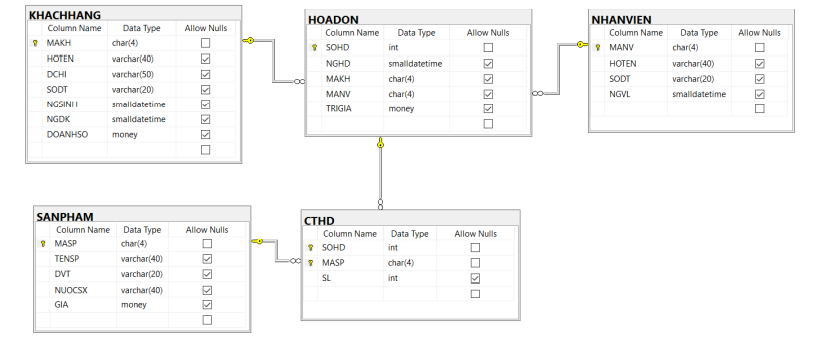 KHACHHANG
Column Name Data Type Allow Nulls
MAKH char(4)
HOTEN varchar(40)
DCHI varchar(50)
SODT varchar(20)
NGSINH smalldatetime
NGDK smalldatetime
DOANHSO money
HOADON
Column Name Data Type Allow Nulls
SOHD int
NGHD smalldatetime
MAKH char(4)
MANV char(4)
TRIGIA money
NHANVIEN
Column Name Data Type Allow Nulls
MANV char(4)
HOTEN varchar(40)
SODT varchar(20)
NGVL smalldatetime
SANPHAM
Column Name Data Type Allow Nulls
MASP char(4)
TENSP varchar(40)
DVT varchar(20)
NUOCSX varchar(40)
GIA money
CTHD
Column Name Data Type Allow Nulls
SOHD int
MASP char(4)
SL int